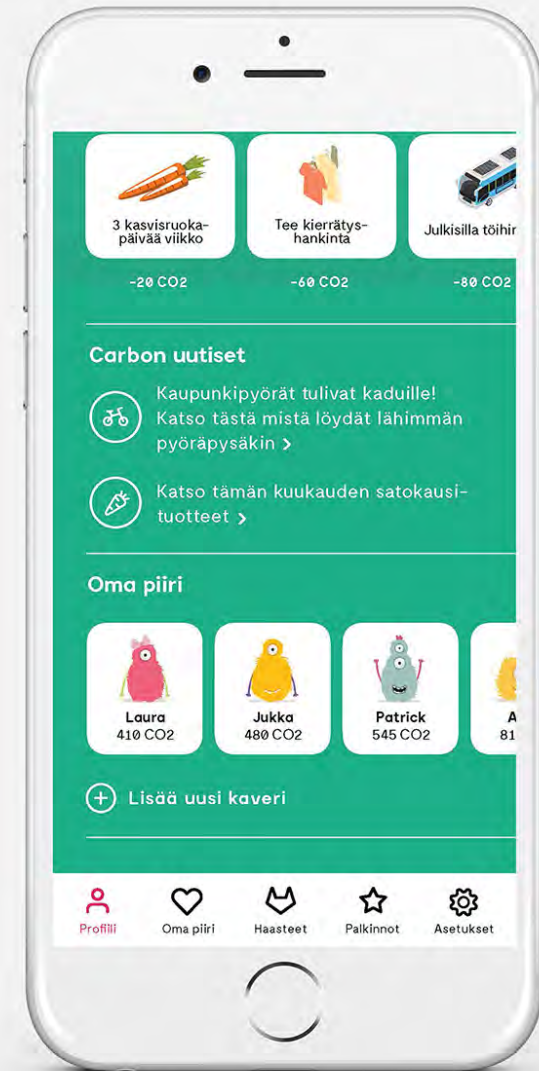 3 kasvisruoka-
päivää viikko
Tee kierrätys-
hankinta
Julkisilla töihin
-20 CO2
-60 CO2
-80 CO2
Carbon uutiset
Kaupunkipyörät tulivat kaduille!
Katso tästä mistä löydät lähimmän
pyöräpysäkin >
Katso tämän kuukauden satokausi-
tuotteet >
Oma piiri
Laura
410 CO2
Jukka
480 CO2
Patrick
545 CO2
A
81
Lisää uusi kaveri
Profiili
Oma piiri
Haasteet
Palkinnot
Asetukset